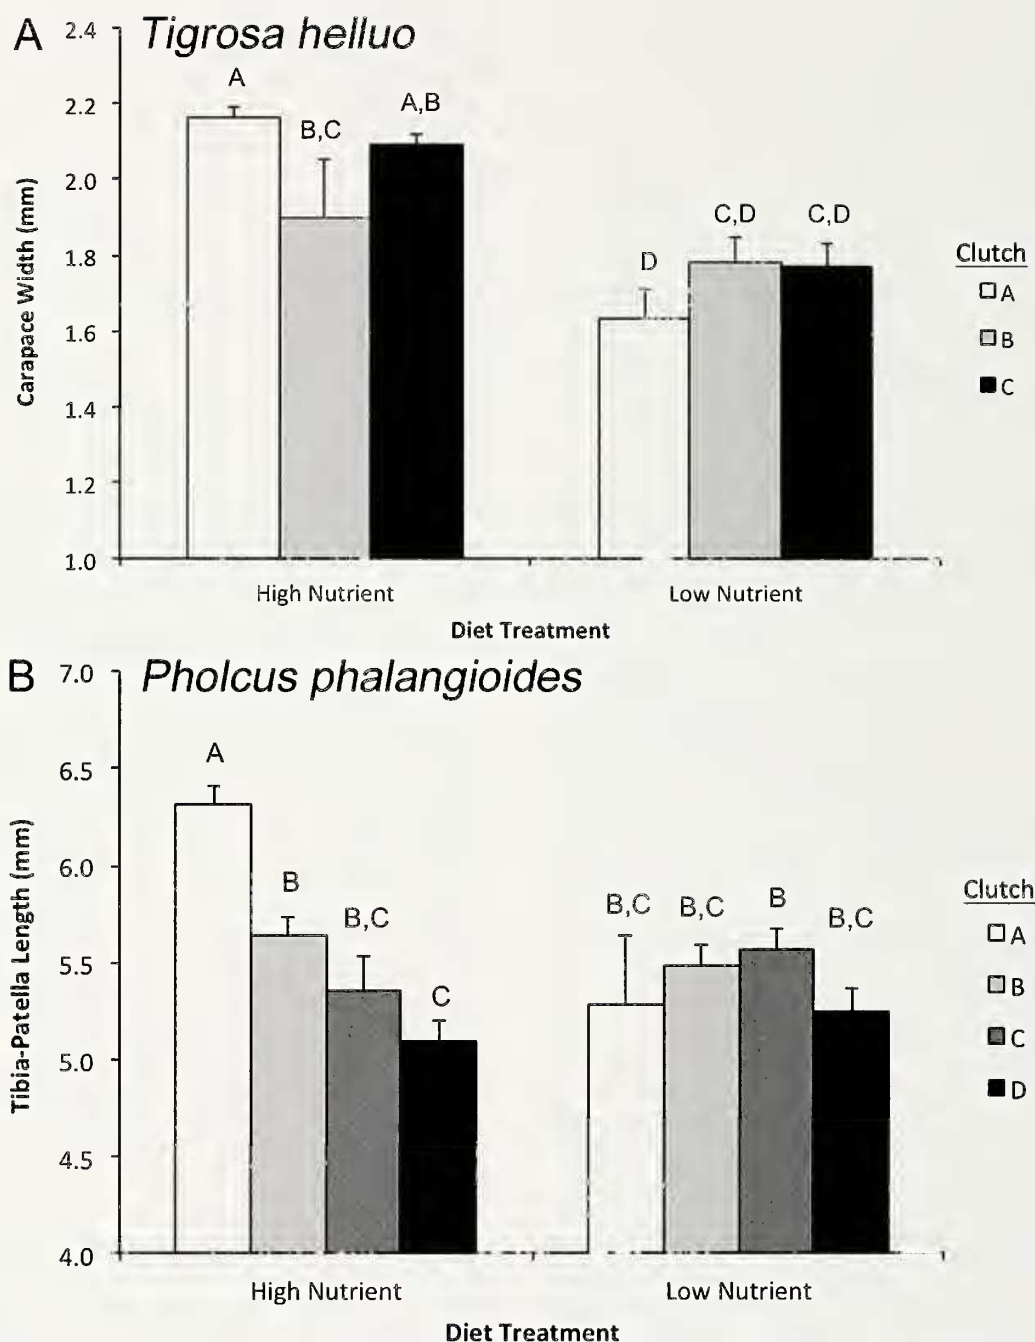 A Tigrosa helluo
2.4
2.2
2.0
1.8
1.6
1.4
1.2
1.0
Carapace Width (mm)
A
B,C
A,B
D
C,D
C,D
High Nutrient
Low Nutrient
Diet Treatment
Clutch
A
B
C
B Pholcus phalangioides
7.0
6.5
6.0
5.5
5.0
4.5
4.0
Tibia-Patella Length (mm)
A
B
B,C
C
B,C
B,C
B
B,C
High Nutrient
Low Nutrient
Diet Treatment
Clutch
A
B
C
D